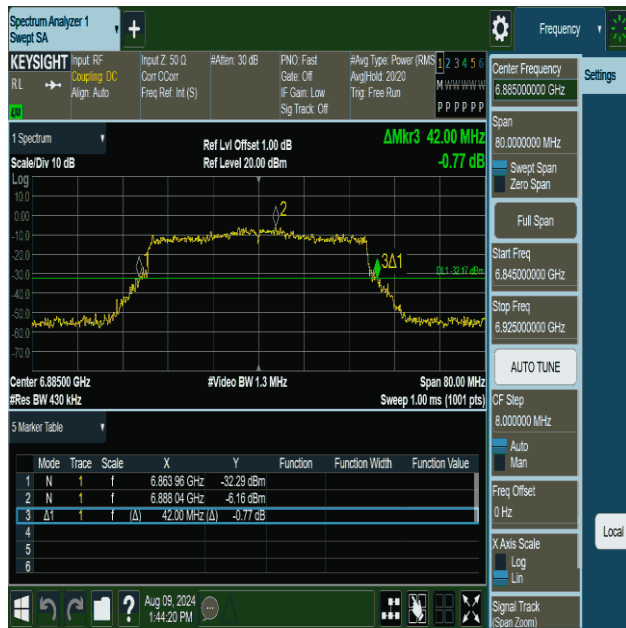 Spectrum Analyzer 1
Swept SA
+
Frequency
KEYSIGHT
RL
Input: RF
Coupling: DC
Align: Auto
Input Z: 50 Ω
Corr CCorr
Freq Ref: Int (S)
#Atten: 30 dB
PNO: Fast
Gate: Off
IF Gain: Low
Sig Track: Off
#Avg Type: Power (RMS
Avg|Hold: 20/20
Trig: Free Run
1 2 3 4 5 6
M W W W W W
P P P P P P
1 Spectrum
Scale/Div 10 dB
Log
Ref Lvl Offset 1.00 dB
Ref Level 20.00 dBm
ΔMkr3 42.00 MHz
-0.77 dB
10.0
0.00
-10.0
-20.0
-30.0
-40.0
-50.0
-60.0
-70.0
1
2
3Δ1
DL1 -32.17 dBm
Center 6.88500 GHz
#Res BW 430 kHz
#Video BW 1.3 MHz
Span 80.00 MHz
Sweep 1.00 ms (1001 pts)
5 Marker Table
Mode Trace Scale X Y Function Function Width Function Value
1 N 1 f 6.863 96 GHz -32.29 dBm
2 N 1 f 6.888 04 GHz -6.16 dBm
3 Δ1 1 f (Δ) 42.00 MHz (Δ) -0.77 dB
4
5
6
Aug 09, 2024
1:44:20 PM
Settings
Center Frequency
6.885000000 GHz
Span
80.0000000 MHz
Swept Span
Zero Span
Full Span
Start Freq
6.845000000 GHz
Stop Freq
6.925000000 GHz
AUTO TUNE
CF Step
8.000000 MHz
Auto
Man
Freq Offset
0 Hz
X Axis Scale
Log
Lin
Signal Track
(Span Zoom)
Local